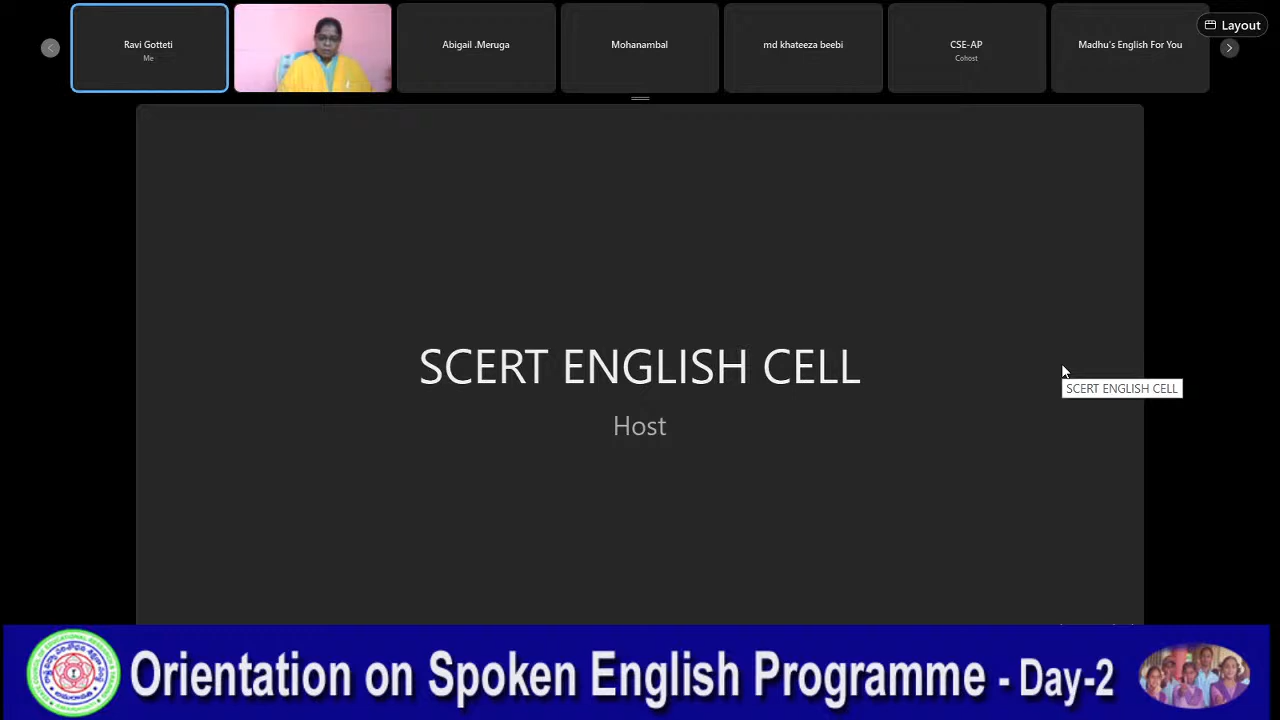 Ravi Gotteti
Me
Abigail .Meruga
Mohanambal
md khateeza beebi
CSE-AP
Cohost
Madhu's English For You
Layout
SCERT ENGLISH CELL
Host
SCERT ENGLISH CELL
Orientation on Spoken English Programme - Day-2